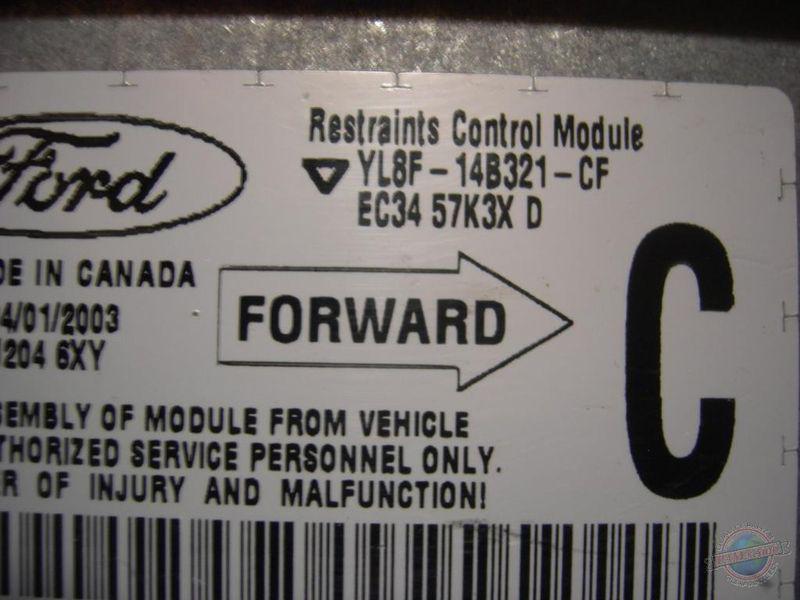 Ford
Restraints Control Module
YL8F-14B321-CF
EC34 57K3X D
DE IN CANADA
4/01/2003
1204 6XY
FORWARD
C
SEMBLY OF MODULE FROM VEHICLE
THORIZED SERVICE PERSONNEL ONLY.
R OF INJURY AND MALFUNCTION!